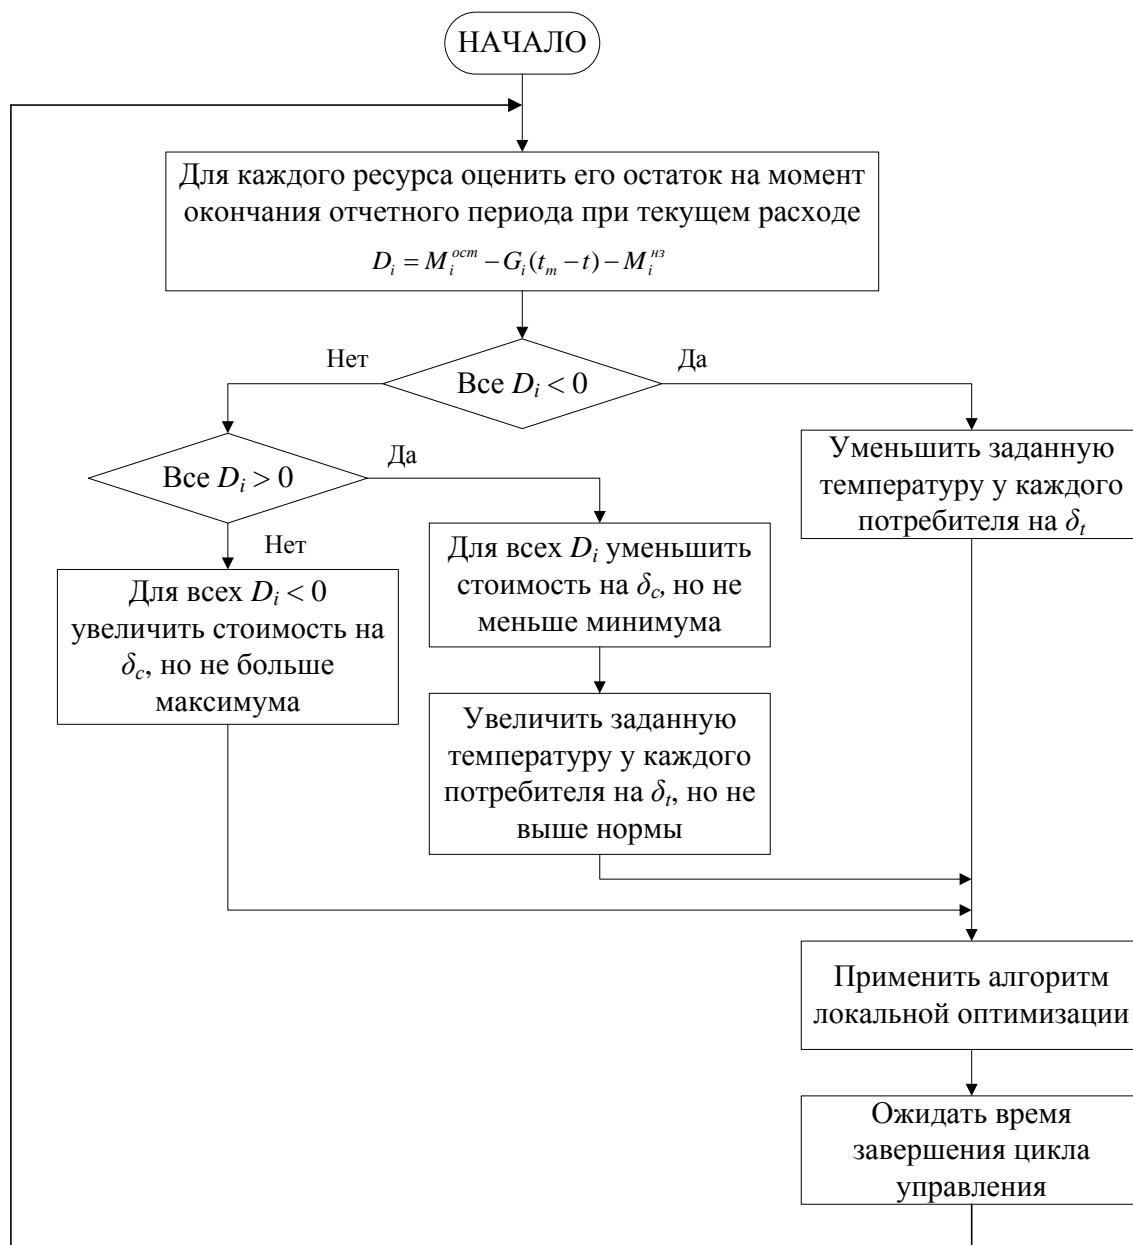 НАЧАЛО
Для каждого ресурса оценить его остаток на момент
окончания отчетного периода при текущем расходе
D_i = M_i^{ост} − G_i(t_m − t) − M_i^{нз}
Нет
Да
Все D_i < 0
Все D_i > 0
Да
Нет
Уменьшить заданную
температуру у каждого
потребителя на δ_t
Для всех D_i уменьшить
стоимость на δ_c, но не
меньше минимума
Для всех D_i < 0
увеличить стоимость на
δ_c, но не больше
максимума
Увеличить заданную
температуру у каждого
потребителя на δ_t, но не
выше нормы
Применить алгоритм
локальной оптимизации
Ожидать время
завершения цикла
управления